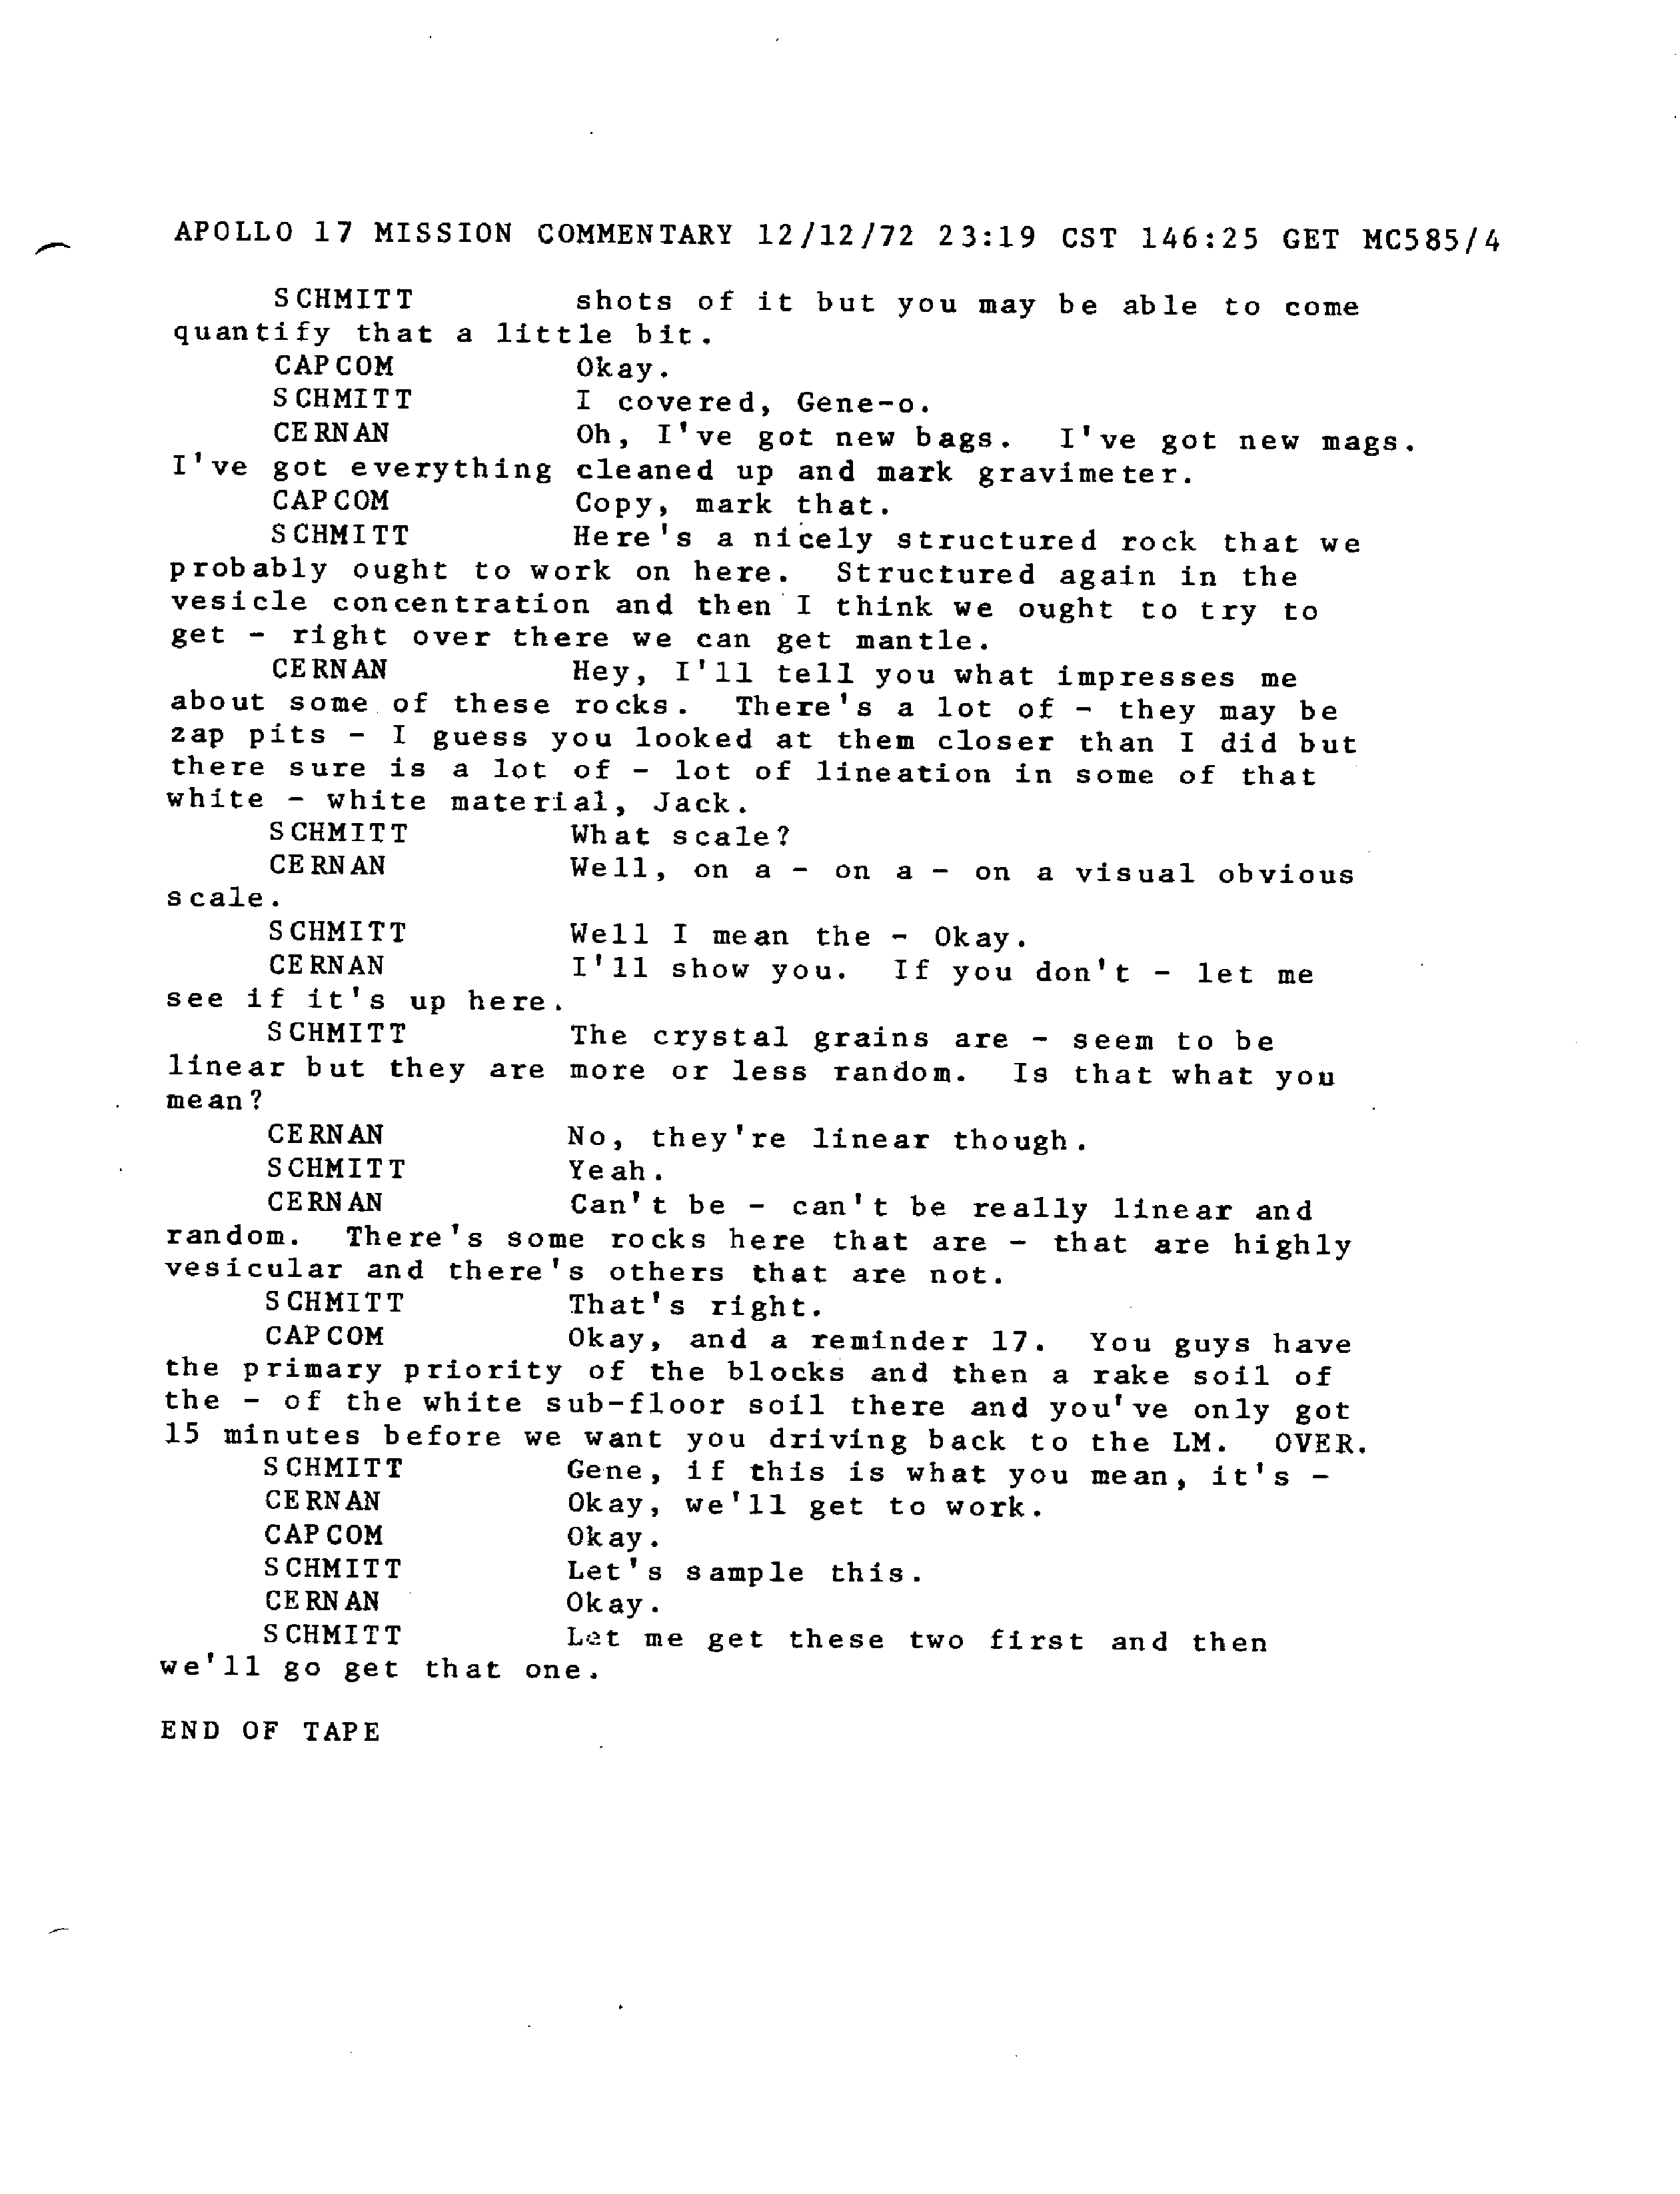 APOLLO 17 MISSION COMMENTARY 12/12/72 23:19 CST 146:25 GET MC585/4
SCHMITT shots of it but you may be able to come
quantify that a little bit.
CAPCOM Okay.
SCHMITT I covered, Gene-o.
CERNAN Oh, I've got new bags. I've got new mags.
I've got everything cleaned up and mark gravimeter.
CAPCOM Copy, mark that.
SCHMITT Here's a nicely structured rock that we
probably ought to work on here. Structured again in the
vesicle concentration and then I think we ought to try to
get - right over there we can get mantle.
CERNAN Hey, I'll tell you what impresses me
about some of these rocks. There's a lot of - they may be
zap pits - I guess you looked at them closer than I did but
there sure is a lot of - lot of lineation in some of that
white - white material, Jack.
SCHMITT What scale?
CERNAN Well, on a - on a - on a visual obvious
scale.
SCHMITT Well I mean the - Okay.
CERNAN I'll show you. If you don't - let me
see if it's up here.
SCHMITT The crystal grains are - seem to be
linear but they are more or less random. Is that what you
mean?
CERNAN No, they're linear though.
SCHMITT Yeah.
CERNAN Can't be - can't be really linear and
random. There's some rocks here that are - that are highly
vesicular and there's others that are not.
SCHMITT That's right.
CAPCOM Okay, and a reminder 17. You guys have
the primary priority of the blocks and then a rake soil of
the - of the white sub-floor soil there and you've only got
15 minutes before we want you driving back to the LM. OVER.
SCHMITT Gene, if this is what you mean, it's -
CERNAN Okay, we'll get to work.
CAPCOM Okay.
SCHMITT Let's sample this.
CERNAN Okay.
SCHMITT Let me get these two first and then
we'll go get that one.
END OF TAPE